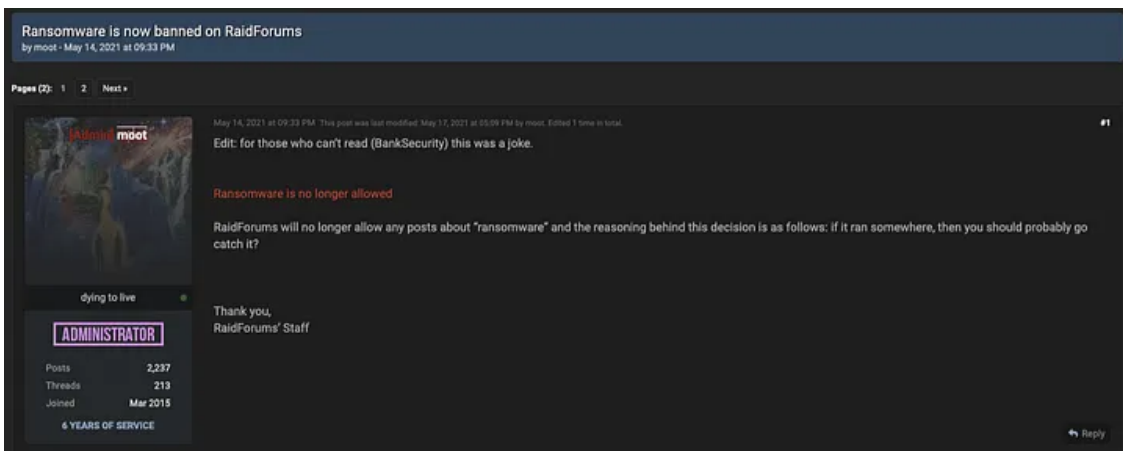 Ransomware is now banned on RaidForums
by moot - May 14, 2021 at 09:33 PM
Pages (2): 1 2 Next »
[Admin] moot
May 14, 2021 at 09:33 PM This post was last modified: May 17, 2021 at 05:09 PM by moot. Edited 1 time in total.
#1
Edit: for those who can't read (BankSecurity) this was a joke.
Ransomware is no longer allowed
RaidForums will no longer allow any posts about "ransomware" and the reasoning behind this decision is as follows: if it ran somewhere, then you should probably go
catch it?
dying to live
Thank you,
RaidForums' Staff
ADMINISTRATOR
Posts 2,237
Threads 213
Joined Mar 2015
6 YEARS OF SERVICE
Reply